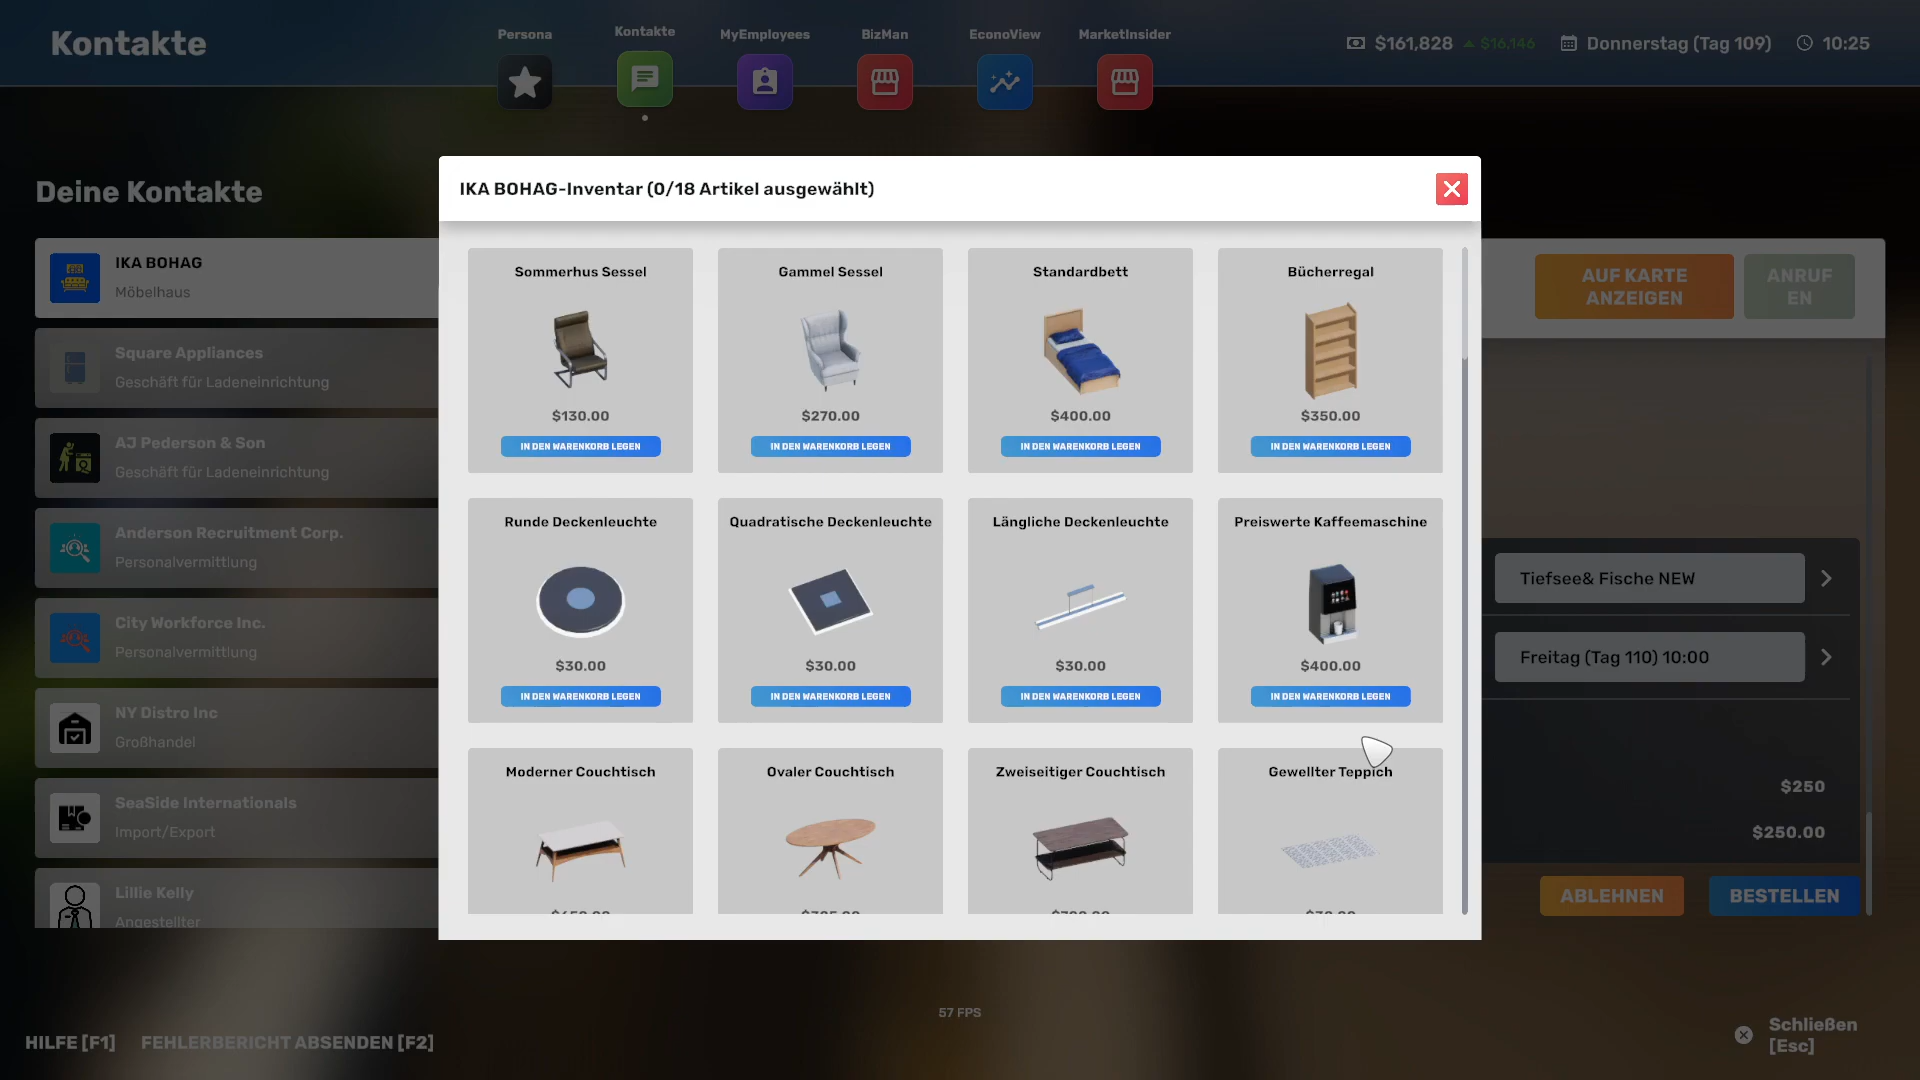 Kontakte
Persona
Kontakte
MyEmployees
BizMan
EconoView
MarketInsider
$161,828
$16,146
Donnerstag (Tag 109)
10:25
Deine Kontakte
IKA BOHAG
Möbelhaus
Square Appliances
Geschäft für Ladeneinrichtung
AJ Pederson & Son
Geschäft für Ladeneinrichtung
Anderson Recruitment Corp.
Personalvermittlung
City Workforce Inc.
Personalvermittlung
NY Distro Inc
Großhandel
SeaSide Internationals
Import/Export
Lillie Kelly
Angestellter
IKA BOHAG-Inventar (0/18 Artikel ausgewählt)
Sommerhus Sessel
$130.00
IN DEN WARENKORB LEGEN
Gammel Sessel
$270.00
IN DEN WARENKORB LEGEN
Standardbett
$400.00
IN DEN WARENKORB LEGEN
Bücherregal
$350.00
IN DEN WARENKORB LEGEN
Runde Deckenleuchte
$30.00
IN DEN WARENKORB LEGEN
Quadratische Deckenleuchte
$30.00
IN DEN WARENKORB LEGEN
Längliche Deckenleuchte
$30.00
IN DEN WARENKORB LEGEN
Preiswerte Kaffeemaschine
$400.00
IN DEN WARENKORB LEGEN
Moderner Couchtisch
Ovaler Couchtisch
Zweiseitiger Couchtisch
Gewellter Teppich
AUF KARTE
ANZEIGEN
ANRUF
EN
Tiefsee& Fische NEW
Freitag (Tag 110) 10:00
$250
$250.00
ABLEHNEN
BESTELLEN
57 FPS
HILFE [F1]
FEHLERBERICHT ABSENDEN [F2]
Schließen
[Esc]